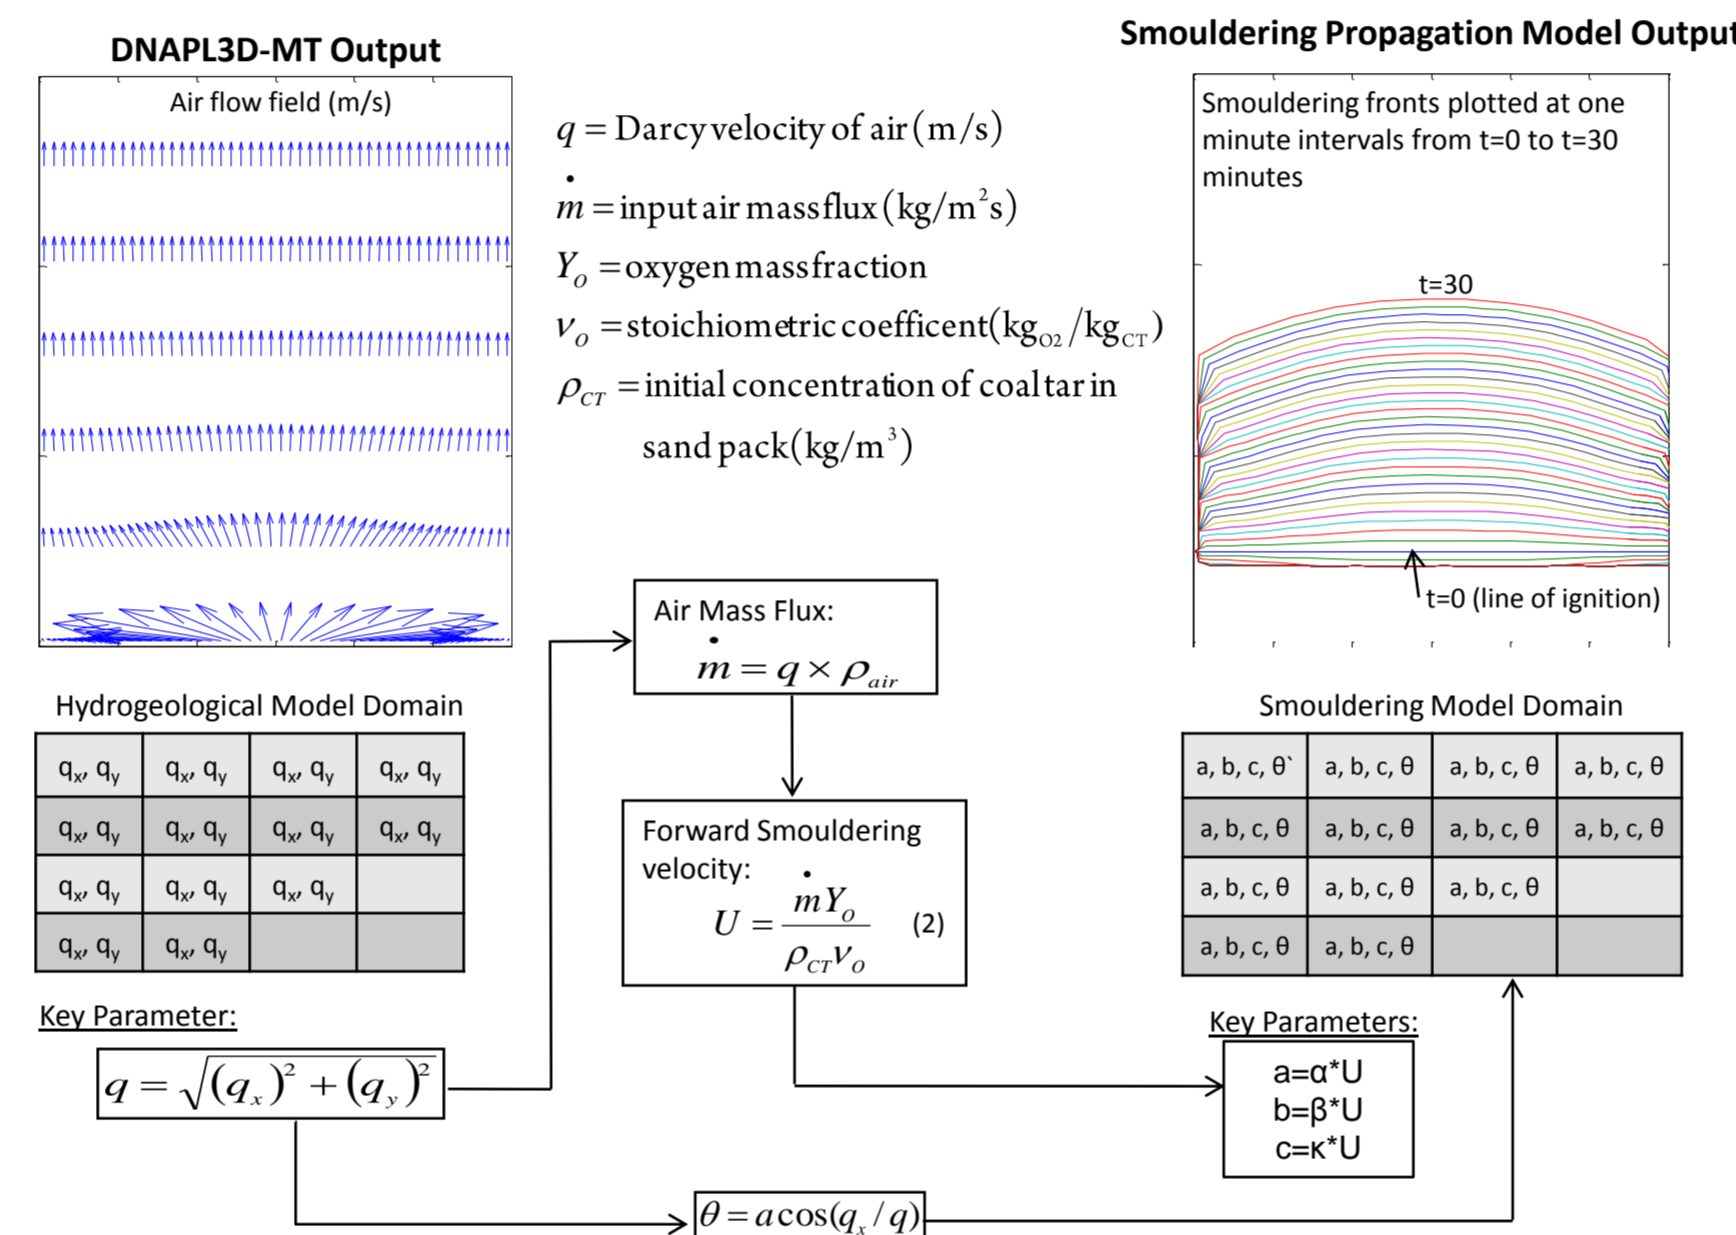 DNAPL3D-MT Output
Air flow field (m/s)
q = Darcy velocity of air (m/s)
ṁ = input air mass flux (kg/m²s)
Y_o = oxygen mass fraction
ν_o = stoichiometric coefficent (kg_O2/kg_CT)
ρ_CT = initial concentration of coal tar in
sand pack (kg/m³)
Smouldering Propagation Model Output
Smouldering fronts plotted at one
minute intervals from t=0 to t=30
minutes
t=30
t=0 (line of ignition)
Hydrogeological Model Domain
q_x, q_y q_x, q_y q_x, q_y q_x, q_y
q_x, q_y q_x, q_y q_x, q_y q_x, q_y
q_x, q_y q_x, q_y q_x, q_y
q_x, q_y q_x, q_y
Key Parameter:
q = √((q_x)² + (q_y)²)
Air Mass Flux:
ṁ = q × ρ_air
Forward Smouldering
velocity:
U = ṁY_o / ρ_CT ν_O (2)
θ = a cos(q_x / q)
Smouldering Model Domain
a, b, c, θ` a, b, c, θ a, b, c, θ a, b, c, θ
a, b, c, θ a, b, c, θ a, b, c, θ a, b, c, θ
a, b, c, θ a, b, c, θ a, b, c, θ
a, b, c, θ a, b, c, θ
Key Parameters:
a=α*U
b=β*U
c=κ*U